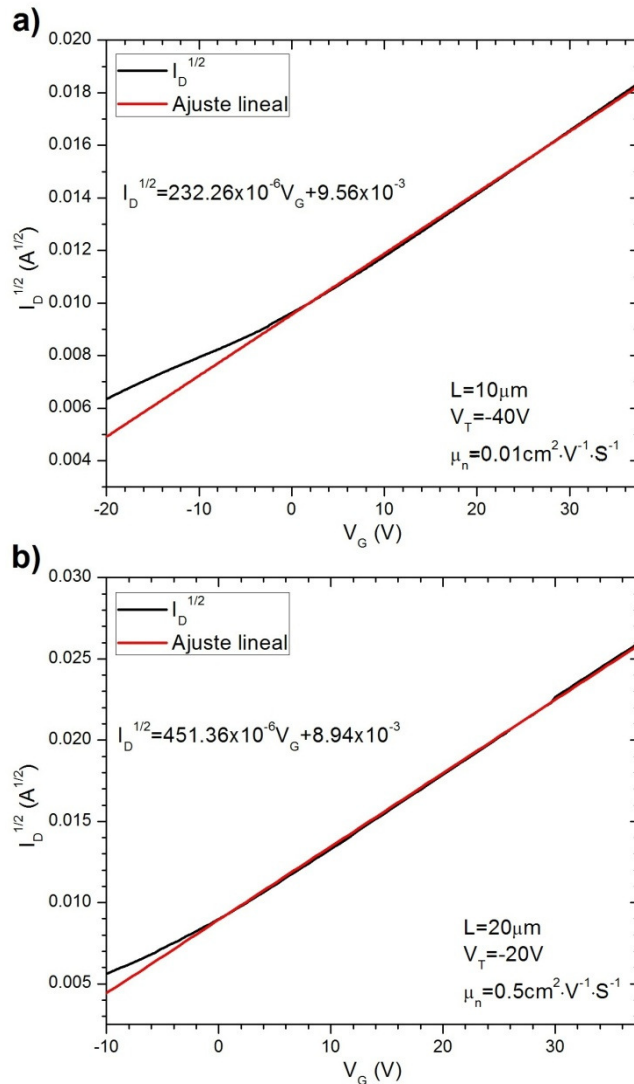 a)
0.020
0.018
0.016
0.014
0.012
0.010
0.008
0.006
0.004
I_D^1/2 (A^1/2)
I_D^1/2
Ajuste lineal
I_D^1/2=232.26x10^-6V_G+9.56x10^-3
L=10μm
V_T=-40V
μ_n=0.01cm^2·V^-1·S^-1
-20 -10 0 10 20 30
V_G (V)
b)
0.030
0.025
0.020
0.015
0.010
0.005
I_D^1/2 (A^1/2)
I_D^1/2
Ajuste lineal
I_D^1/2=451.36x10^-6V_G+8.94x10^-3
L=20μm
V_T=-20V
μ_n=0.5cm^2·V^-1·S^-1
-10 0 10 20 30
V_G (V)